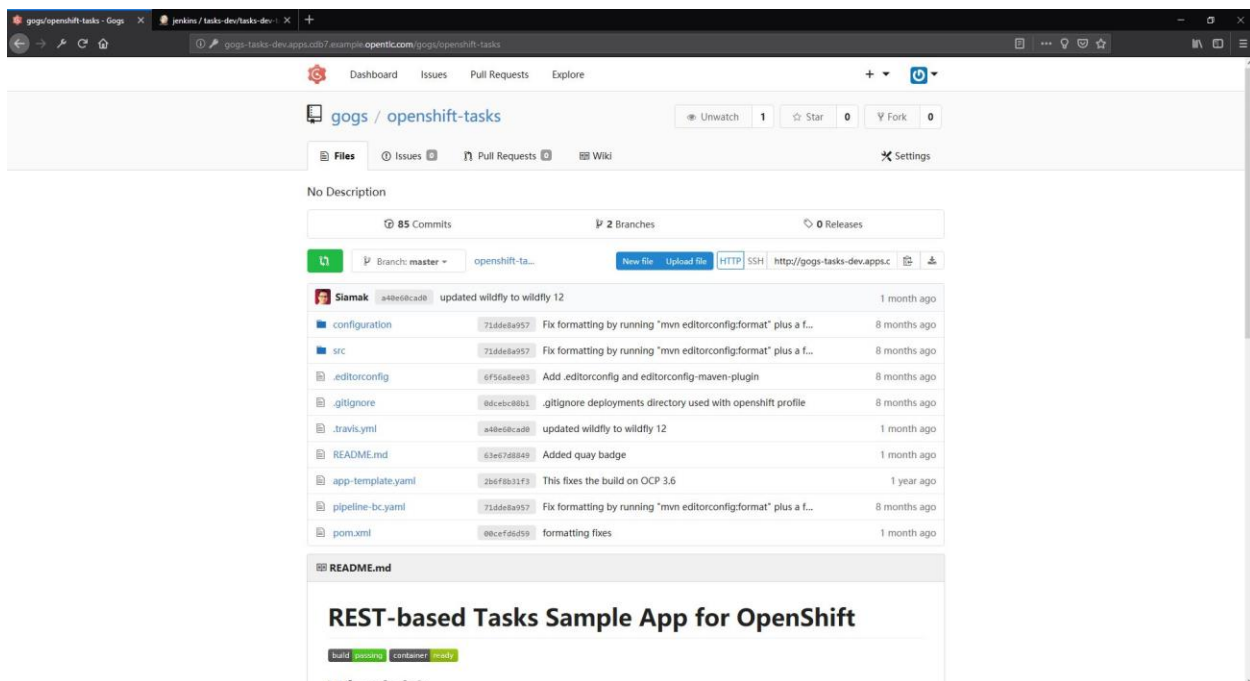 gogs/openshift-tasks - Gogs
jenkins / tasks-dev/tasks-dev-
gogs-tasks-dev.apps.cdb7.example.opentlc.com/gogs/openshift-tasks
Dashboard Issues Pull Requests Explore
gogs / openshift-tasks
Unwatch 1 Star 0 Fork 0
Files Issues 0 Pull Requests 0 Wiki Settings
No Description
85 Commits 2 Branches 0 Releases
Branch: master openshift-ta... New file Upload file HTTP SSH http://gogs-tasks-dev.apps.c
Siamak a40e60cad0 updated wildfly to wildfly 12 1 month ago
configuration 71dde8a957 Fix formatting by running "mvn editorconfig:format" plus a f... 8 months ago
src 71dde8a957 Fix formatting by running "mvn editorconfig:format" plus a f... 8 months ago
.editorconfig 6f56a8ee03 Add .editorconfig and editorconfig-maven-plugin 8 months ago
.gitignore 0dcebc08b1 .gitignore deployments directory used with openshift profile 8 months ago
.travis.yml a40e60cad0 updated wildfly to wildfly 12 1 month ago
README.md 63e67d8849 Added quay badge 1 month ago
app-template.yaml 2b6f8b31f3 This fixes the build on OCP 3.6 1 year ago
pipeline-bc.yaml 71dde8a957 Fix formatting by running "mvn editorconfig:format" plus a f... 8 months ago
pom.xml 00cefd6d59 formatting fixes 1 month ago
README.md
REST-based Tasks Sample App for OpenShift
build passing container ready